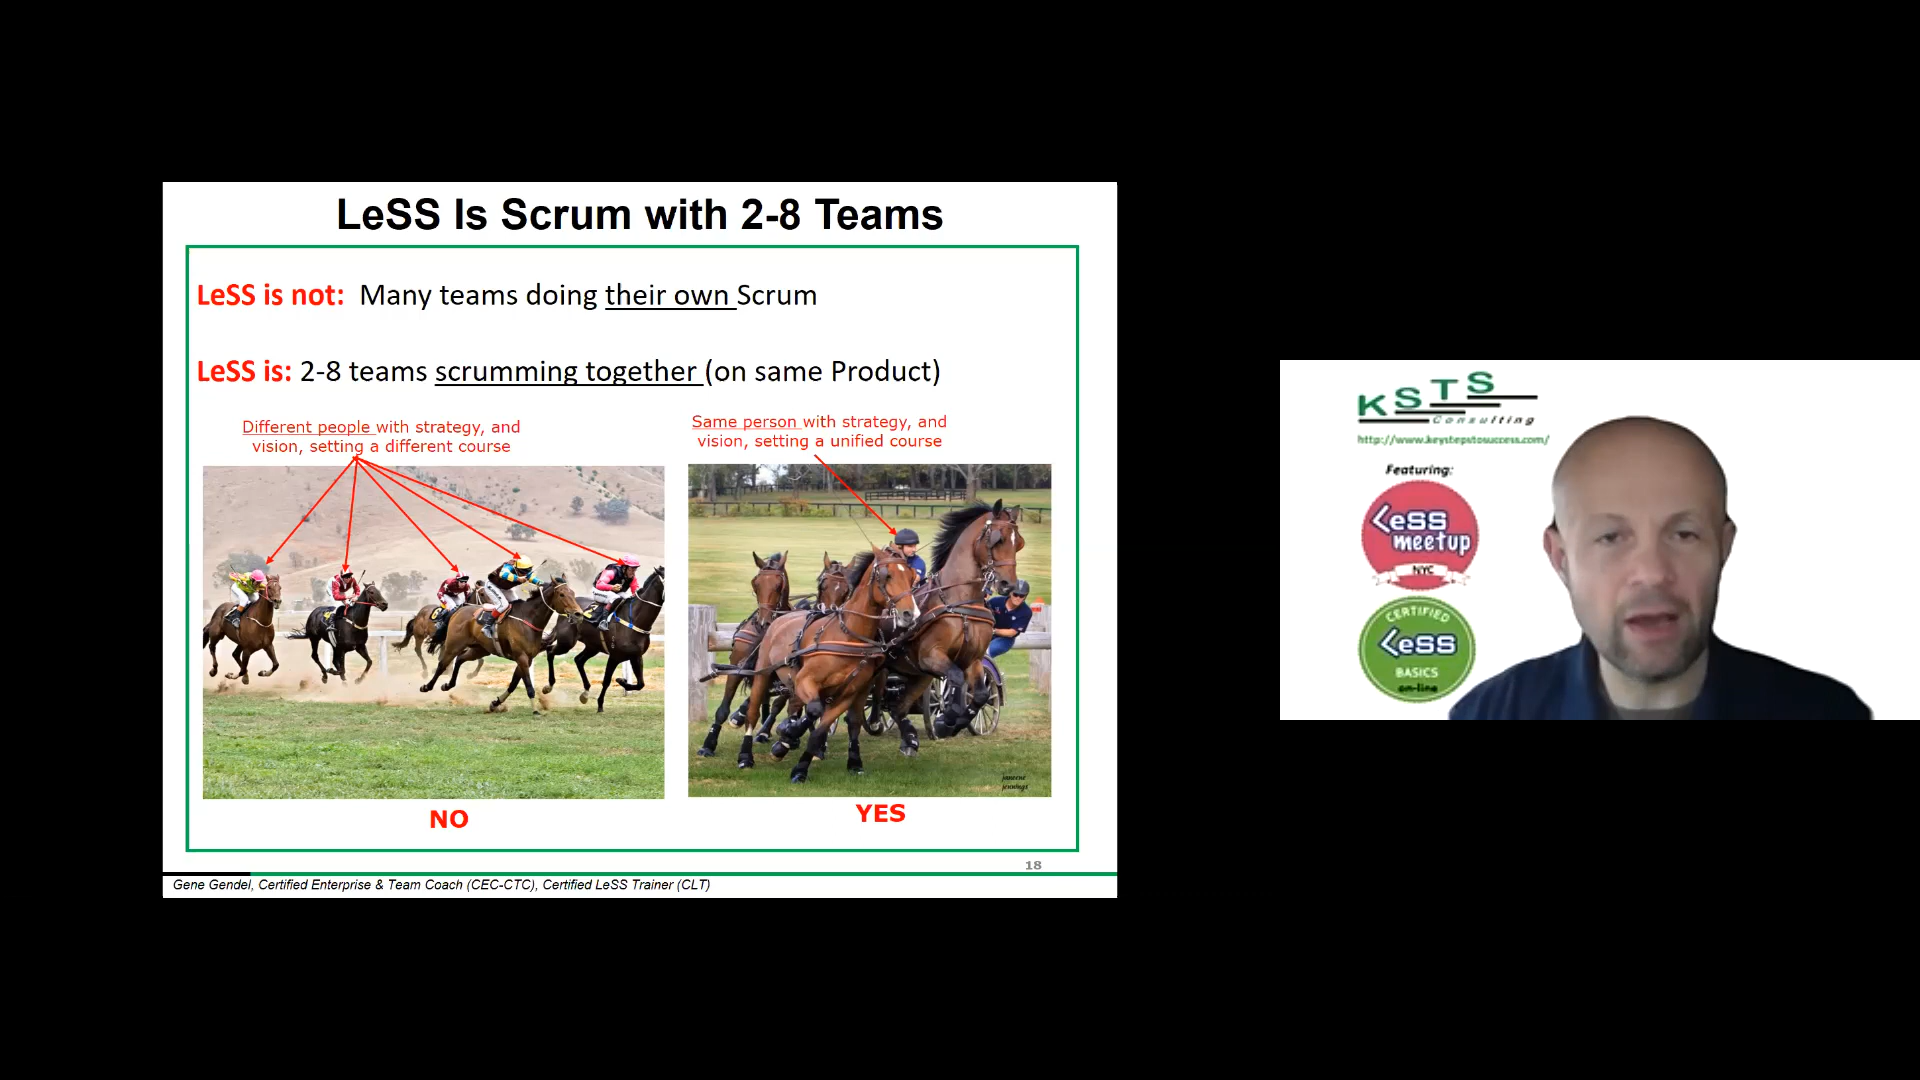 LeSS Is Scrum with 2-8 Teams
LeSS is not: Many teams doing their own Scrum
LeSS is: 2-8 teams scrumming together (on same Product)
Different people with strategy, and
vision, setting a different course
Same person with strategy, and
vision, setting a unified course
janeene
jennings
NO
YES
18
Gene Gendel, Certified Enterprise & Team Coach (CEC-CTC), Certified LeSS Trainer (CLT)
KSTS
Consulting
http://www.keystepstosuccess.com/
Featuring:
LeSS
meetup
NYC
CERTIFIED
LeSS
BASICS
on-line